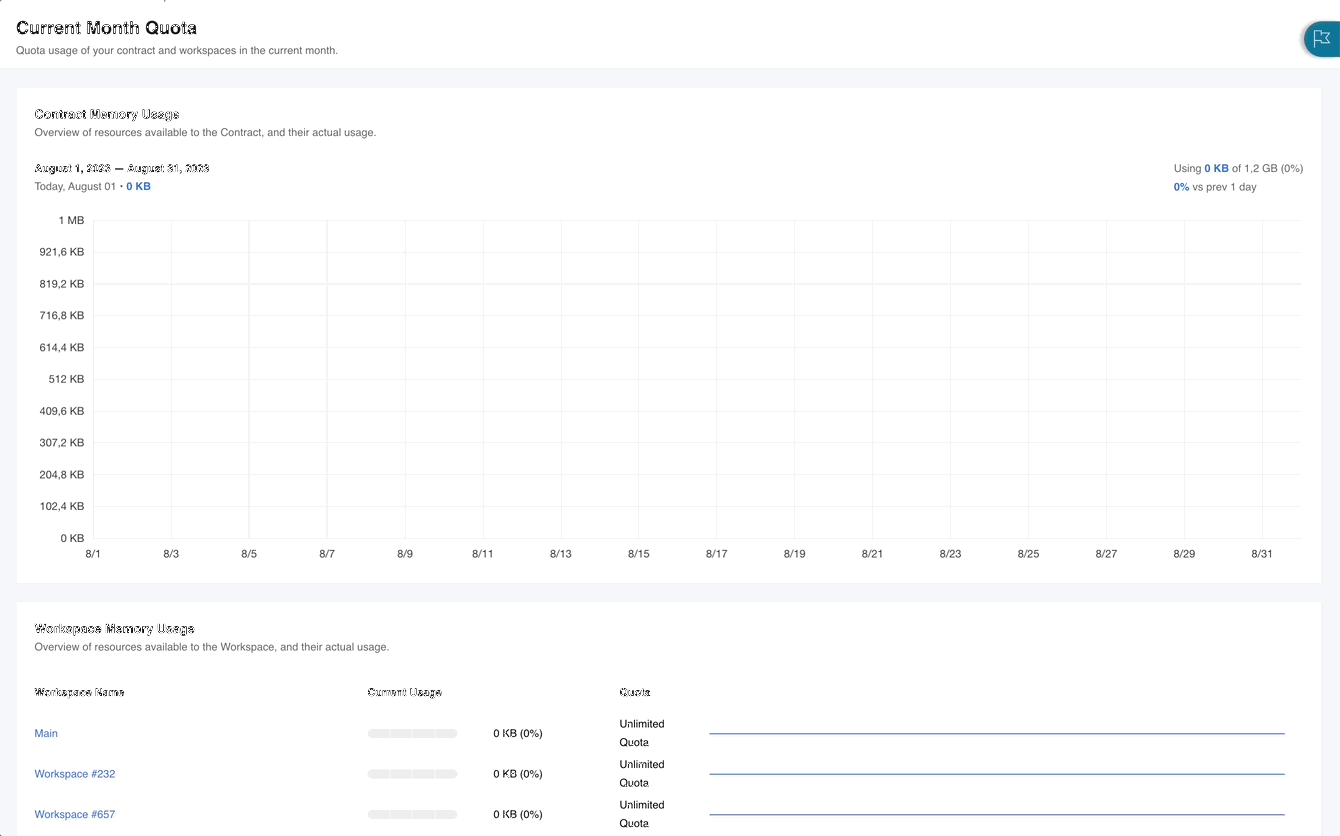 Current Month Quota
Quota usage of your contract and workspaces in the current month.
Contract Memory Usage
Overview of resources available to the Contract, and their actual usage.
August 1, 2023 — August 31, 2023
Using 0 KB of 1,2 GB (0%)
Today, August 01 • 0 KB
0% vs prev 1 day
1 MB
921,6 KB
819,2 KB
716,8 KB
614,4 KB
512 KB
409,6 KB
307,2 KB
204,8 KB
102,4 KB
0 KB
8/1 8/3 8/5 8/7 8/9 8/11 8/13 8/15 8/17 8/19 8/21 8/23 8/25 8/27 8/29 8/31
Workspace Memory Usage
Overview of resources available to the Workspace, and their actual usage.
Workspace Name Current Usage Quota
Main 0 KB (0%) Unlimited
Quota
Workspace #232 0 KB (0%) Unlimited
Quota
Workspace #657 0 KB (0%) Unlimited
Quota